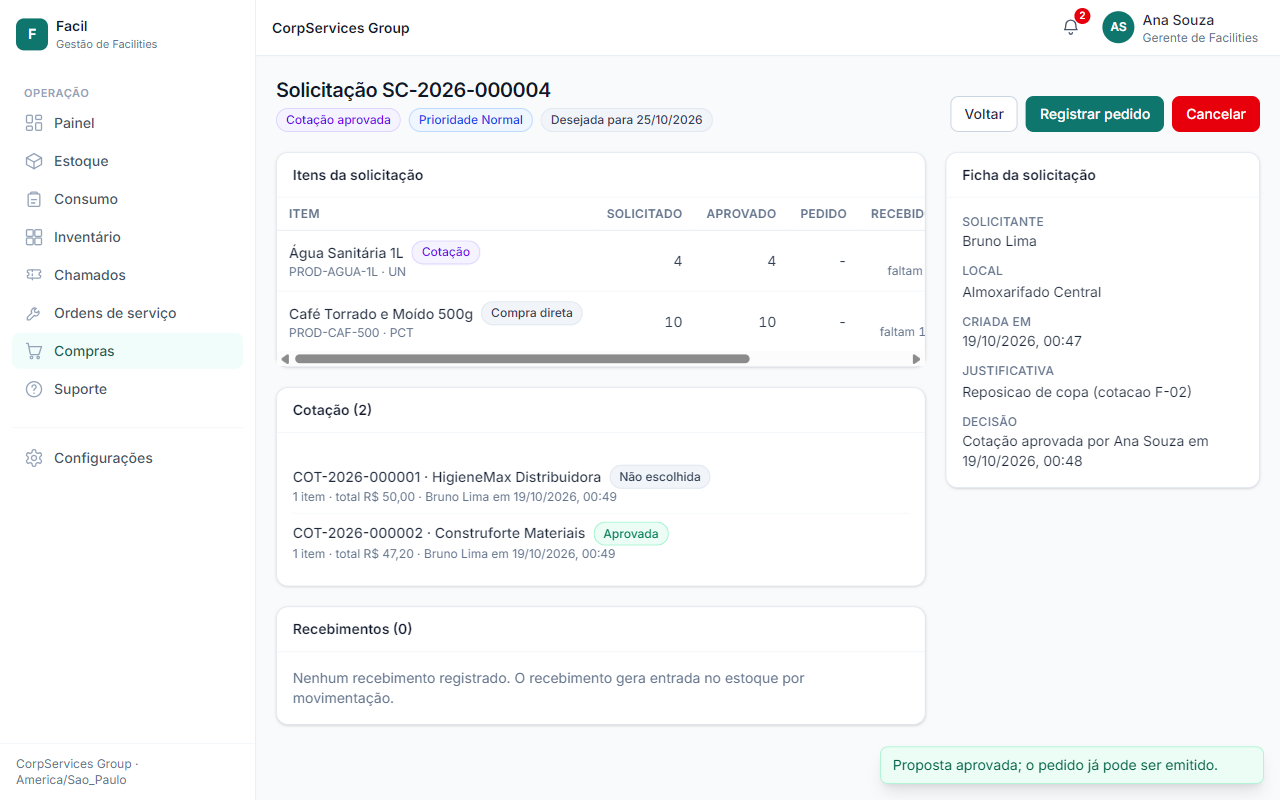 F
Facil
Gestão de Facilities
CorpServices Group
2
AS
Ana Souza
Gerente de Facilities
OPERAÇÃO
Painel
Estoque
Consumo
Inventário
Chamados
Ordens de serviço
Compras
Suporte
Configurações
CorpServices Group ·
America/Sao_Paulo
Solicitação SC-2026-000004
Cotação aprovada
Prioridade Normal
Desejada para 25/10/2026
Voltar
Registrar pedido
Cancelar
Itens da solicitação
ITEM SOLICITADO APROVADO PEDIDO RECEBID
Água Sanitária 1L Cotação
PROD-AGUA-1L · UN
4 4 - faltam
Café Torrado e Moído 500g Compra direta
PROD-CAF-500 · PCT
10 10 - faltam 1
Cotação (2)
COT-2026-000001 · HigieneMax Distribuidora Não escolhida
1 item · total R$ 50,00 · Bruno Lima em 19/10/2026, 00:49
COT-2026-000002 · Construforte Materiais Aprovada
1 item · total R$ 47,20 · Bruno Lima em 19/10/2026, 00:49
Recebimentos (0)
Nenhum recebimento registrado. O recebimento gera entrada no estoque por
movimentação.
Ficha da solicitação
SOLICITANTE
Bruno Lima
LOCAL
Almoxarifado Central
CRIADA EM
19/10/2026, 00:47
JUSTIFICATIVA
Reposicao de copa (cotacao F-02)
DECISÃO
Cotação aprovada por Ana Souza em
19/10/2026, 00:48
Proposta aprovada; o pedido já pode ser emitido.